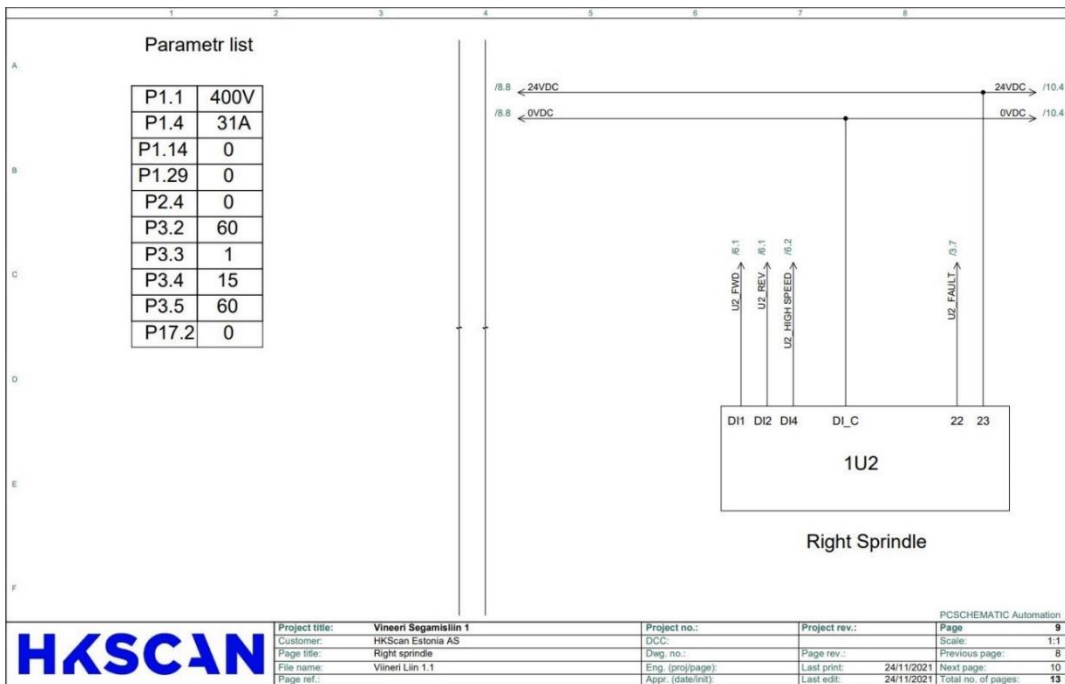 1 2 3 4 5 6 7 8
A
B
C
D
E
F
Parametr list
P1.1 400V
P1.4 31A
P1.14 0
P1.29 0
P2.4 0
P3.2 60
P3.3 1
P3.4 15
P3.5 60
P17.2 0
/8.8 24VDC 24VDC /10.4
/8.8 0VDC 0VDC /10.4
U2_FWD /6.1
U2_REV /6.1
U2_HIGH SPEED /6.2
U2_FAULT /3.7
DI1 DI2 DI4 DI_C 22 23
1U2
Right Sprindle
PCSCHEMATIC Automation
HKSCAN
Project title: Vineeri Segamisliin 1 Project no.: Project rev.: Page 9
Customer: HKScan Estonia AS DCC: Scale: 1:1
Page title: Right sprindle Dwg. no.: Page rev.: Previous page: 8
File name: Viineri Liin 1.1 Eng. (proj/page): Last print: 24/11/2021 Next page: 10
Page ref.: Appr. (date/init): Last edit: 24/11/2021 Total no. of pages: 13